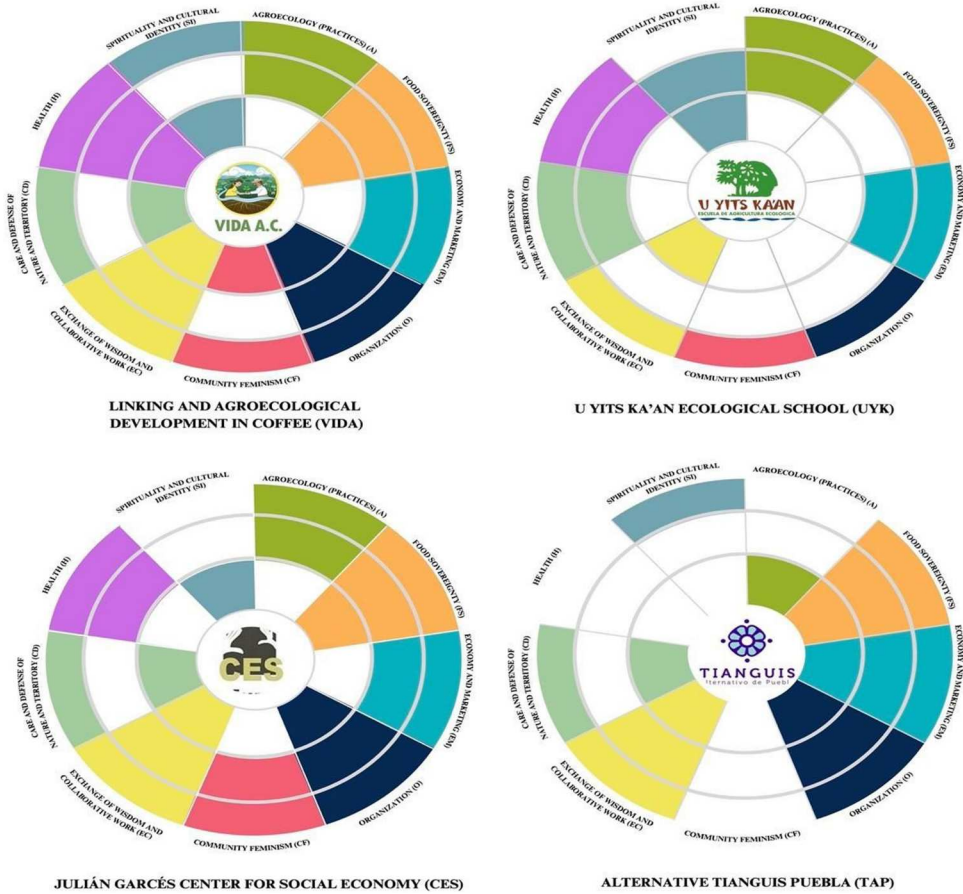 SPIRITUALITY AND CULTURAL
IDENTITY (SI)
AGROECOLOGY (PRACTICES) (A)
FOOD SOVEREIGNTY (FS)
ECONOMY AND MARKETING (EM)
ORGANIZATION (O)
COMMUNITY FEMINISM (CF)
EXCHANGE OF WISDOM AND
COLLABORATIVE WORK (EC)
CARE AND DEFENSE OF
NATURE AND TERRITORY (CD)
HEALTH (H)
VIDA A.C.
LINKING AND AGROECOLOGICAL
DEVELOPMENT IN COFFEE (VIDA)
SPIRITUALITY AND CULTURAL
IDENTITY (SI)
AGROECOLOGY (PRACTICES) (A)
FOOD SOVEREIGNTY (FS)
ECONOMY AND MARKETING (EM)
ORGANIZATION (O)
COMMUNITY FEMINISM (CF)
EXCHANGE OF WISDOM AND
COLLABORATIVE WORK (EC)
CARE AND DEFENSE OF
NATURE AND TERRITORY (CD)
HEALTH (H)
U YITS KA'AN
ESCUELA DE AGRICULTURA ECOLOGICA
U YITS KA’AN ECOLOGICAL SCHOOL (UYK)
SPIRITUALITY AND CULTURAL
IDENTITY (SI)
AGROECOLOGY (PRACTICES) (A)
FOOD SOVEREIGNTY (FS)
ECONOMY AND MARKETING (EM)
ORGANIZATION (O)
COMMUNITY FEMINISM (CF)
EXCHANGE OF WISDOM AND
COLLABORATIVE WORK (EC)
CARE AND DEFENSE OF
NATURE AND TERRITORY (CD)
HEALTH (H)
CES
JULIÁN GARCÉS CENTER FOR SOCIAL ECONOMY (CES)
SPIRITUALITY AND CULTURAL
IDENTITY (SI)
AGROECOLOGY (PRACTICES) (A)
FOOD SOVEREIGNTY (FS)
ECONOMY AND MARKETING (EM)
ORGANIZATION (O)
COMMUNITY FEMINISM (CF)
EXCHANGE OF WISDOM AND
COLLABORATIVE WORK (EC)
CARE AND DEFENSE OF
NATURE AND TERRITORY (CD)
HEALTH (H)
TIANGUIS
lternativo de Puebl
ALTERNATIVE TIANGUIS PUEBLA (TAP)